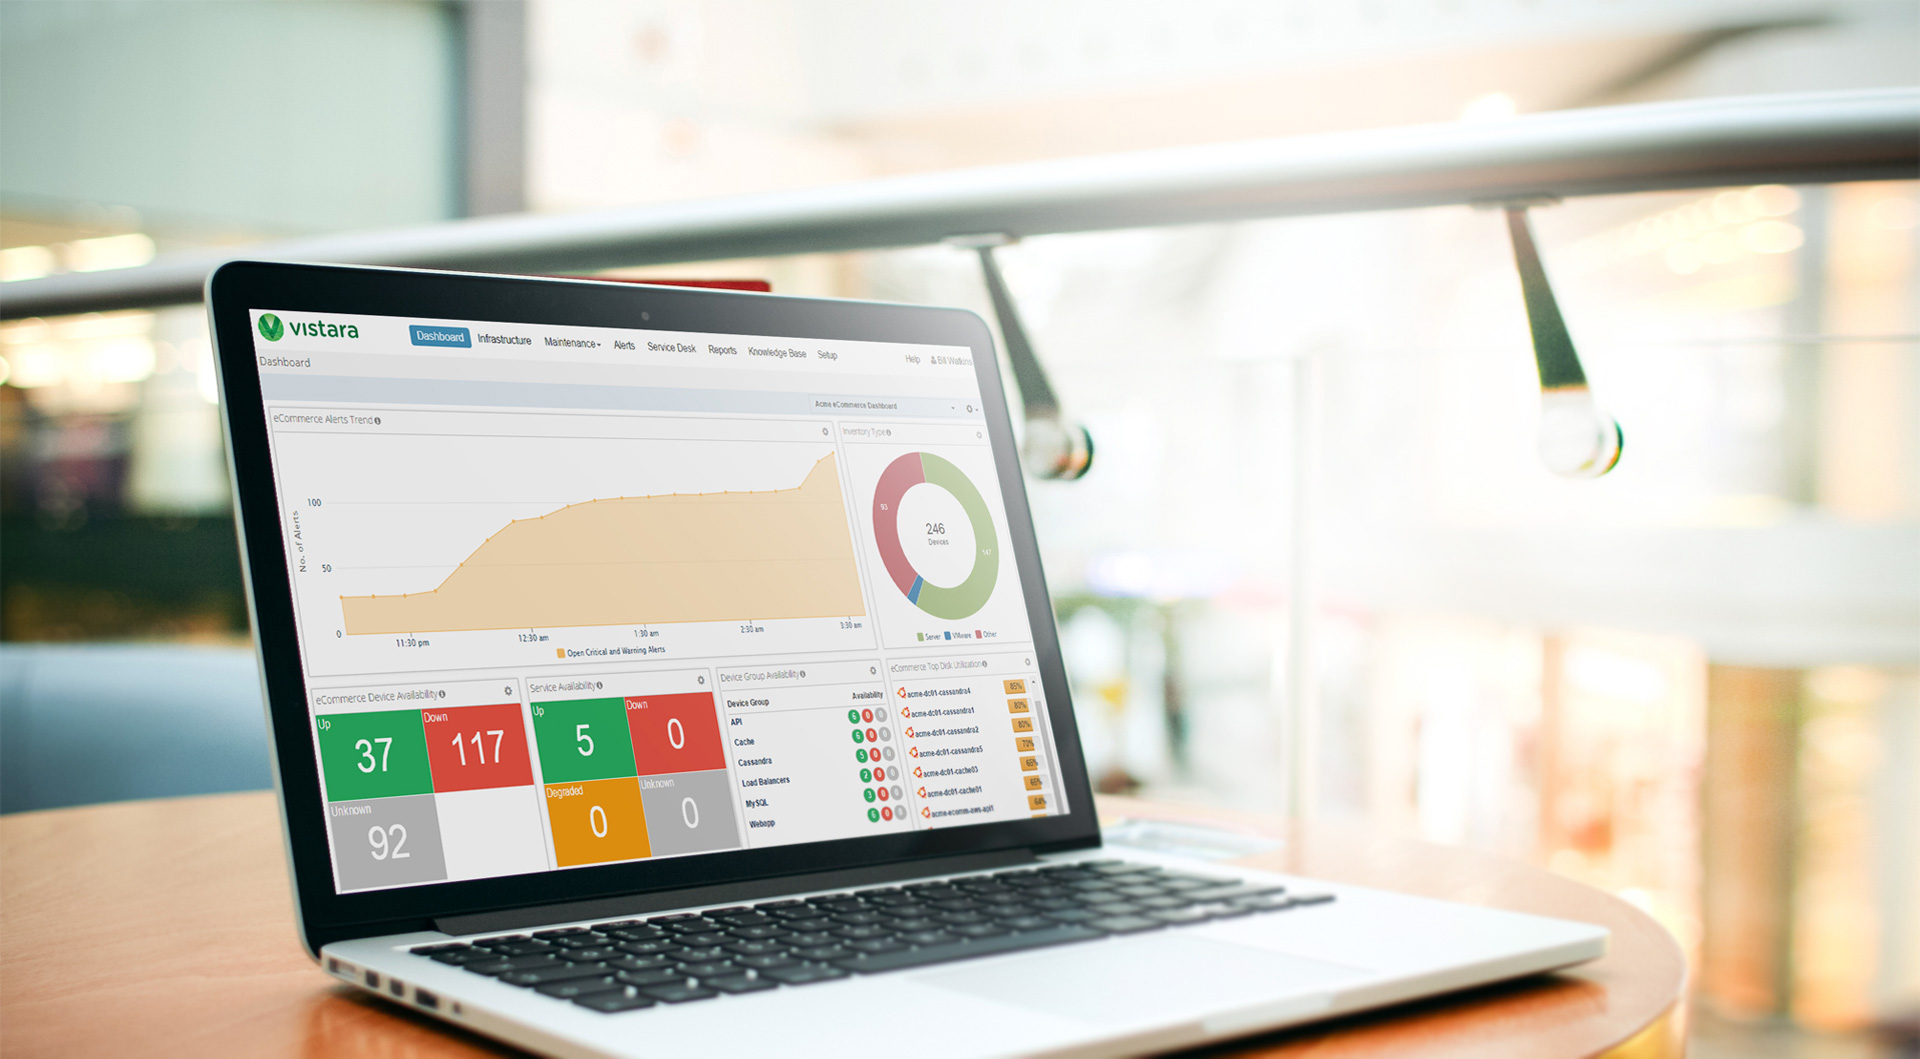 vıstara
Dashboard Infrastructure Maintenance Alerts Service Desk Reports Knowledge Base Setup Help Bill Watkins
Dashboard
Acme eCommerce Dashboard
eCommerce Alerts Trend
No. of Alerts
100
50
0
11:30 pm 12:30 am 1:30 am 2:30 am 3:30 am
Open Critical and Warning Alerts
Inventory Type
93
246
Devices
147
Server VMware Other
eCommerce Device Availability
Up
37
Down
117
Unknown
92
Service Availability
Up
5
Down
0
Degraded
0
Unknown
0
Device Group Availability
Device Group Availability
API 6 0 0
Cache 6 0 0
Cassandra 5 0 0
Load Balancers 2 0 0
MySQL 3 0 0
Webapp 6 0 0
eCommerce Top Disk Utilization
acme-dc01-cassandra4 85%
acme-dc01-cassandra1 80%
acme-dc01-cassandra2 80%
acme-dc01-cassandra5 72%
acme-dc01-cache03 65%
acme-dc01-cache01 65%
acme-ecomm-aws-api1 64%